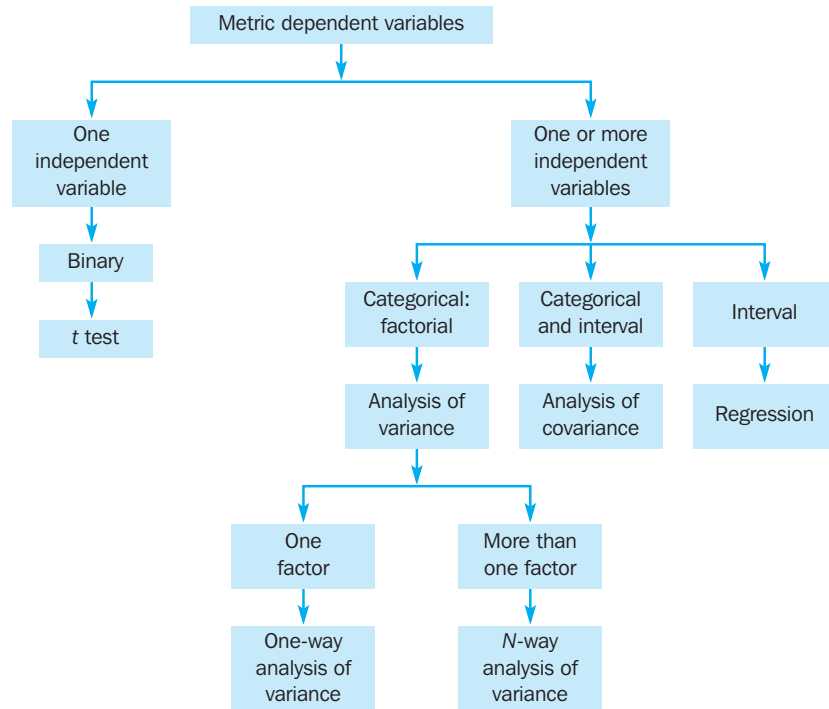 Metric dependent variables
One
independent
variable
One or more
independent
variables
Binary
t test
Categorical:
factorial
Categorical
and interval
Interval
Analysis of
variance
Analysis of
covariance
Regression
One
factor
More than
one factor
One-way
analysis of
variance
N-way
analysis of
variance